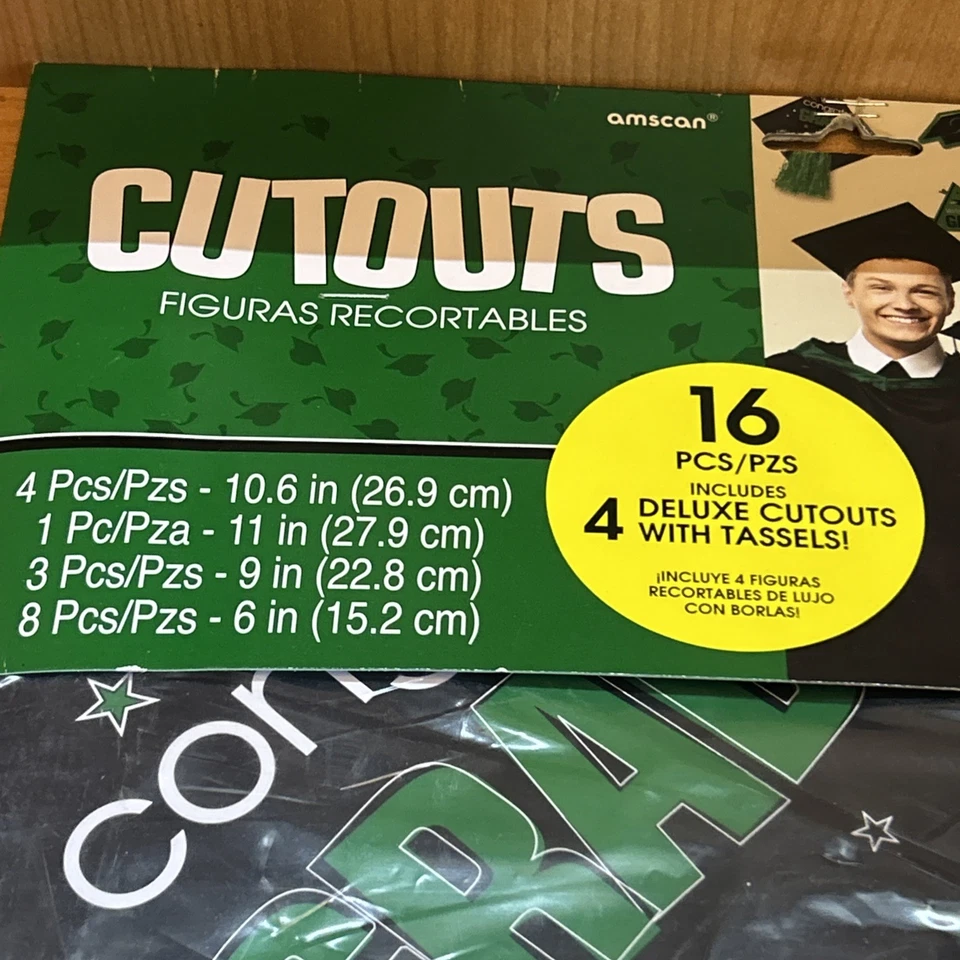 amscan®
CUTOUTS
FIGURAS RECORTABLES
4 Pcs/Pzs - 10.6 in (26.9 cm)
1 Pc/Pza - 11 in (27.9 cm)
3 Pcs/Pzs - 9 in (22.8 cm)
8 Pcs/Pzs - 6 in (15.2 cm)
16
PCS/PZS
INCLUDES
4 DELUXE CUTOUTS
WITH TASSELS!
¡INCLUYE 4 FIGURAS
RECORTABLES DE LUJO
CON BORLAS!
GRAD